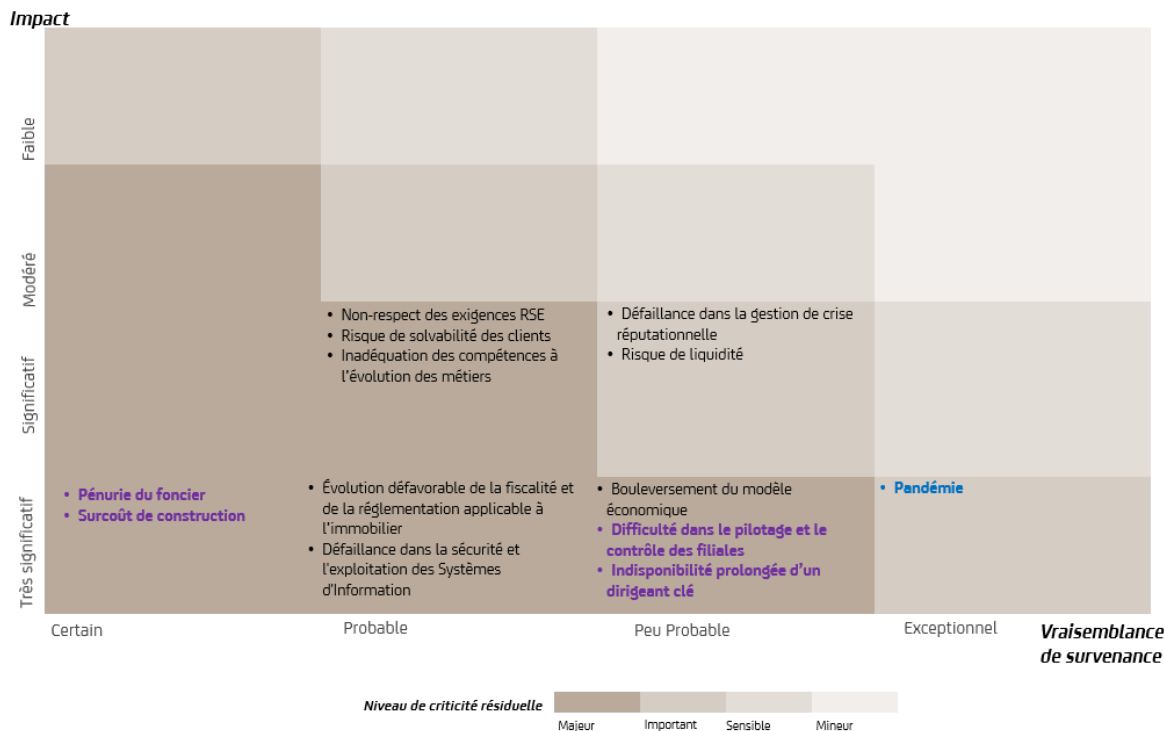 Impact
Faible
Modéré
Significatif
Très significatif
• Non-respect des exigences RSE
• Risque de solvabilité des clients
• Inadéquation des compétences à
l'évolution des métiers
• Défaillance dans la gestion de crise
réputationnelle
• Risque de liquidité
• Pénurie du foncier
• Surcoût de construction
• Évolution défavorable de la fiscalité et
de la réglementation applicable à
l'immobilier
• Défaillance dans la sécurité et
l'exploitation des Systèmes
d'Information
• Bouleversement du modèle
économique
• Difficulté dans le pilotage et le
contrôle des filiales
• Indisponibilité prolongée d'un
dirigeant clé
• Pandémie
Certain
Probable
Peu Probable
Exceptionnel
Vraisemblance
de survenance
Niveau de criticité résiduelle
Majeur
Important
Sensible
Mineur